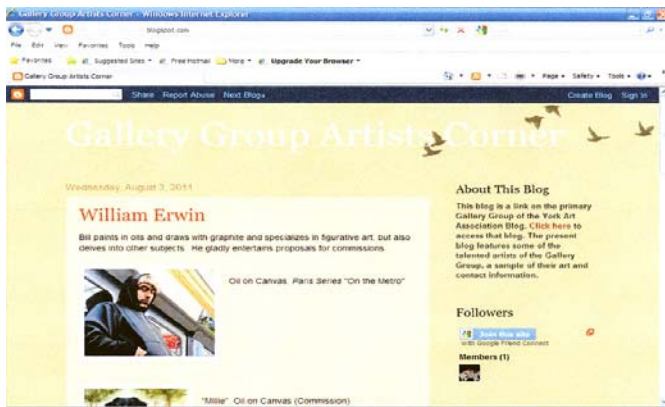 Gallery Group Artists Corner - Windows Internet Explorer
blogspot.com
File Edit View Favorites Tools Help
Favorites Suggested Sites Free Hotmail More Upgrade Your Browser
Gallery Group Artists Corner
Page Safety Tools
Share Report Abuse Next Blog»
Create Blog Sign In
Gallery Group Artists Corner
Wednesday, August 3, 2011
William Erwin
Bill paints in oils and draws with graphite and specializes in figurative art, but also
delves into other subjects. He gladly entertains proposals for commissions.
Oil on Canvas, Paris Series "On the Metro"
"Millie" Oil on Canvas (Commission)
About This Blog
This blog is a link on the primary
Gallery Group of the York Art
Association Blog. Click here to
access that blog. The present
blog features some of the
talented artists of the Gallery
Group, a sample of their art and
contact information.
Followers
Join this site
with Google Friend Connect
Members (1)